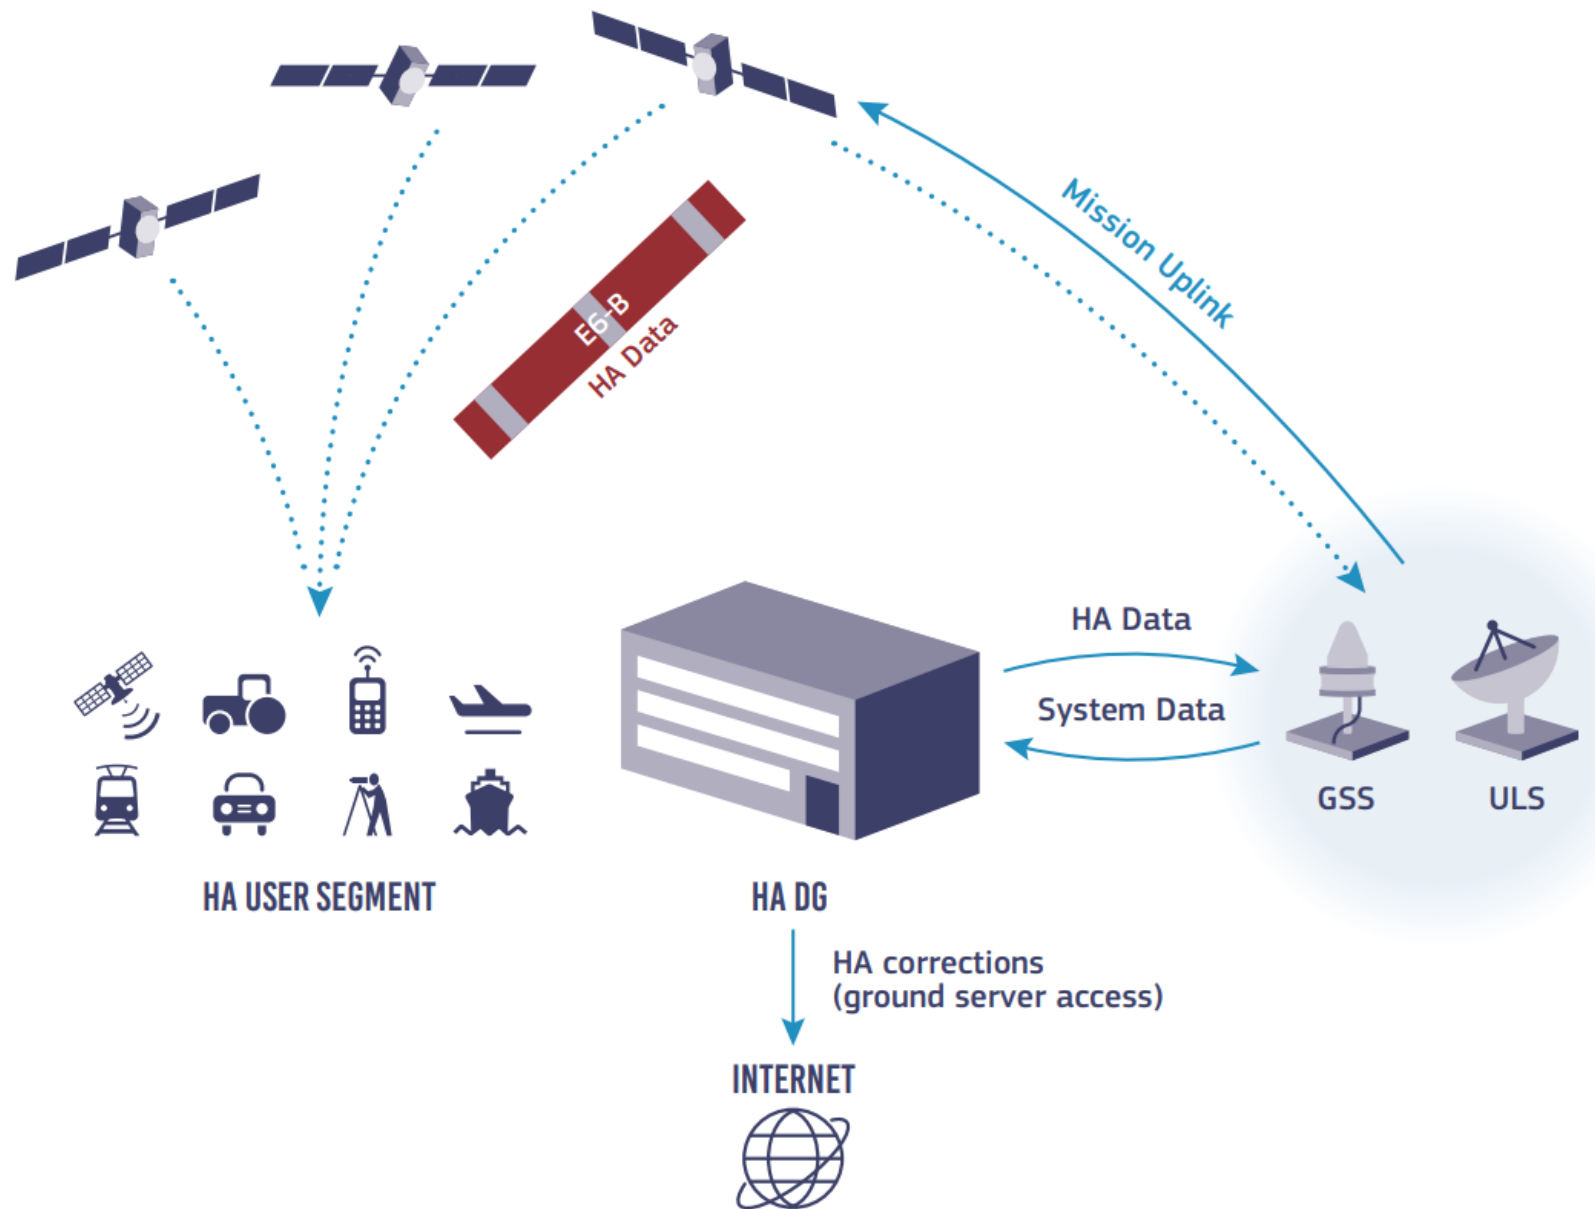 Mission Uplink
E6-B
HA Data
HA Data
System Data
GSS
ULS
HA USER SEGMENT
HA DG
HA corrections
(ground server access)
INTERNET